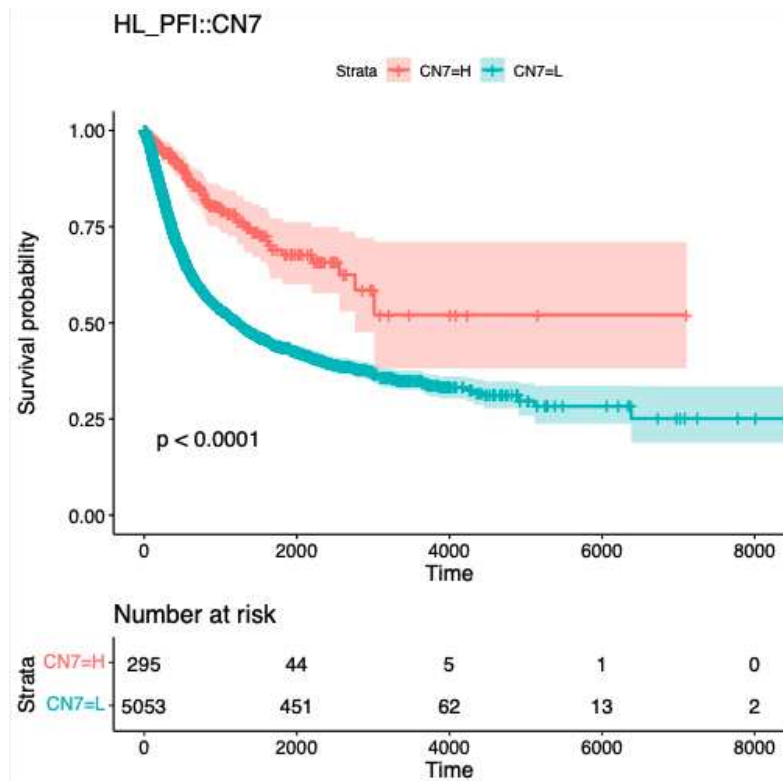 HL_PFI::CN7
Strata CN7=H CN7=L
Survival probability
1.00
0.75
0.50
0.25
0.00
p < 0.0001
0 2000 4000 6000 8000
Time
Number at risk
Strata
CN7=H 295 44 5 1 0
CN7=L 5053 451 62 13 2
0 2000 4000 6000 8000
Time